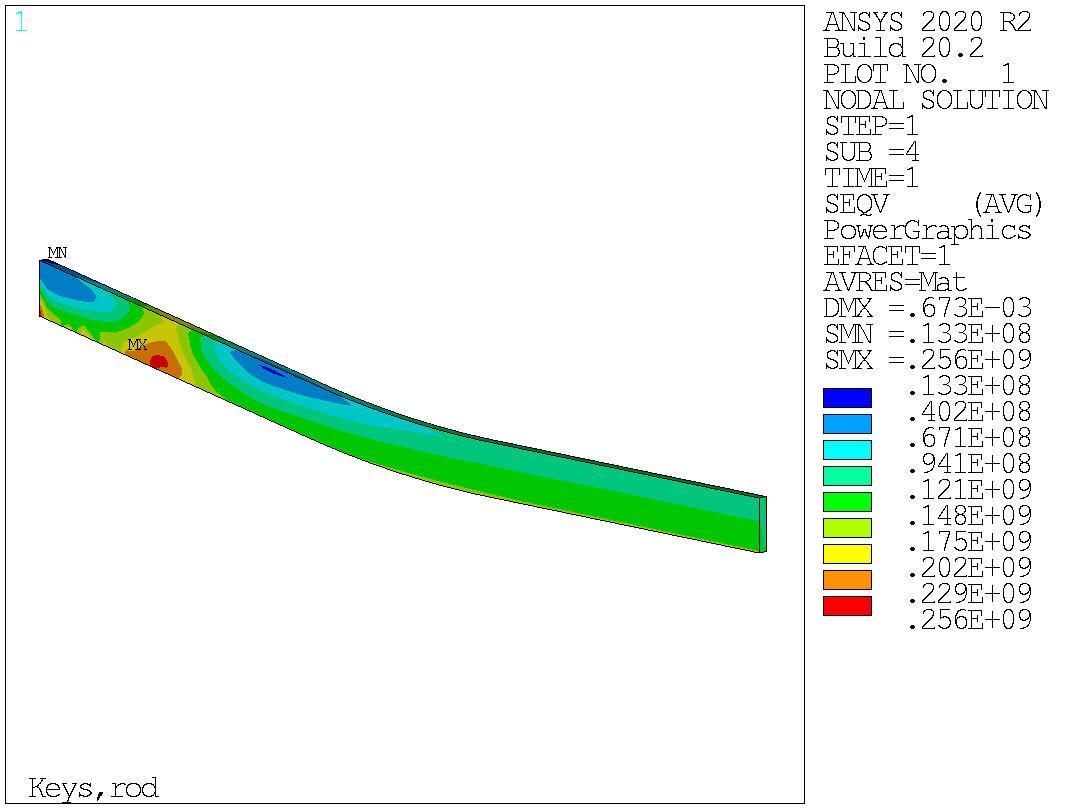 1
ANSYS 2020 R2
Build 20.2
PLOT NO.   1
NODAL SOLUTION
STEP=1
SUB =4
TIME=1
SEQV     (AVG)
PowerGraphics
EFACET=1
AVRES=Mat
DMX =.673E-03
SMN =.133E+08
SMX =.256E+09
.133E+08
.402E+08
.671E+08
.941E+08
.121E+09
.148E+09
.175E+09
.202E+09
.229E+09
.256E+09
MN
MX
Keys,rod